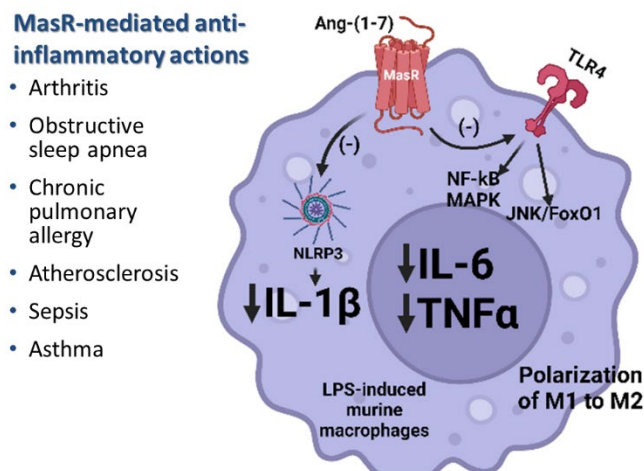 MasR-mediated anti-
inflammatory actions
• Arthritis
• Obstructive
sleep apnea
• Chronic
pulmonary
allergy
• Atherosclerosis
• Sepsis
• Asthma
Ang-(1-7)
MasR
TLR4
(-)
(-)
NF-kB
MAPK
JNK/FoxO1
NLRP3
↓IL-1β
↓IL-6
↓TNFα
LPS-induced
murine
macrophages
Polarization
of M1 to M2